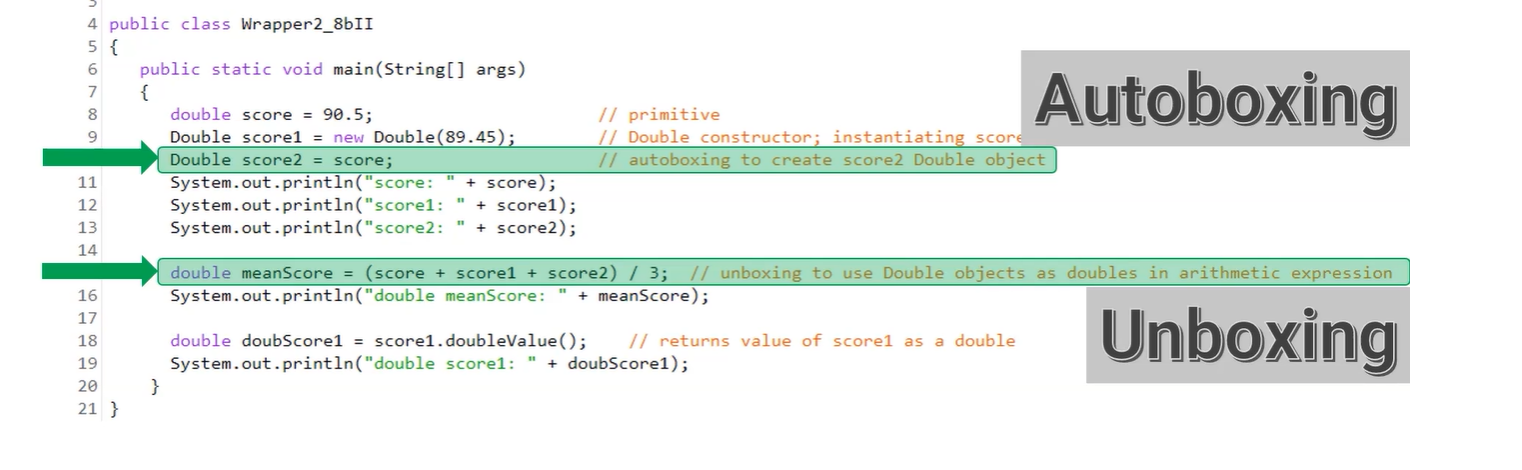 4 public class Wrapper2_8bII
5 {
6 public static void main(String[] args)
7 {
8 double score = 90.5; // primitive
9 Double score1 = new Double(89.45); // Double constructor; instantiating score
Double score2 = score; // autoboxing to create score2 Double object
11 System.out.println("score: " + score);
12 System.out.println("score1: " + score1);
13 System.out.println("score2: " + score2);
14
double meanScore = (score + score1 + score2) / 3; // unboxing to use Double objects as doubles in arithmetic expression
16 System.out.println("double meanScore: " + meanScore);
17
18 double doubScore1 = score1.doubleValue(); // returns value of score1 as a double
19 System.out.println("double score1: " + doubScore1);
20 }
21 }
Autoboxing
Unboxing